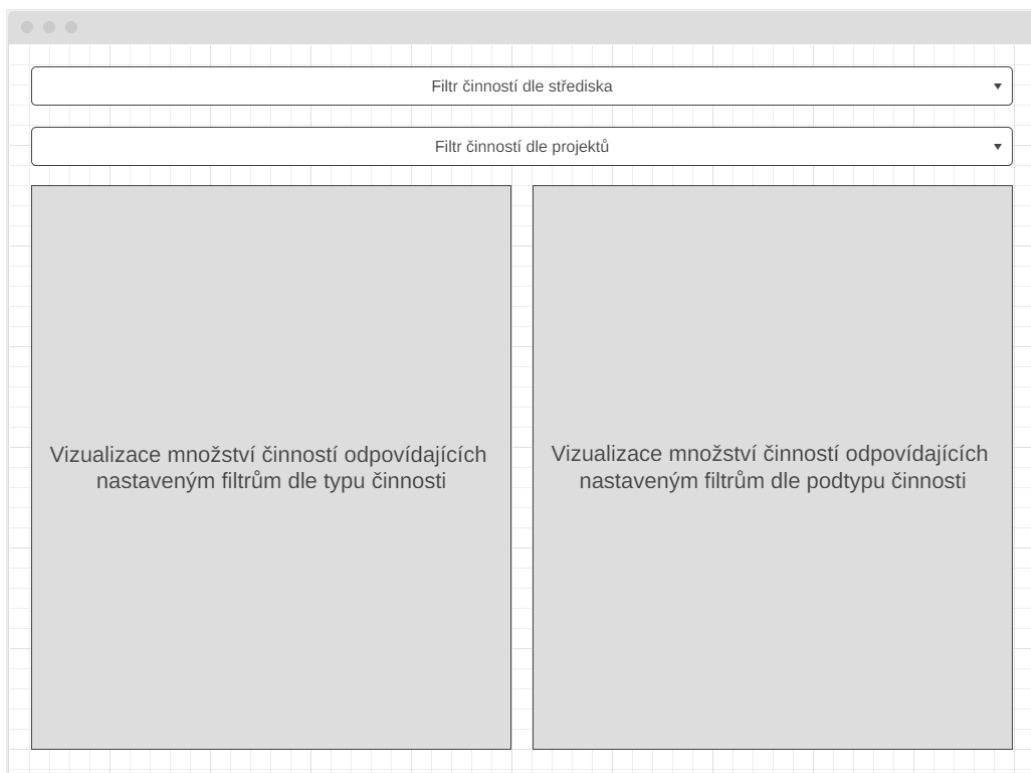 Filtr činností dle střediska
Filtr činností dle projektů
Vizualizace množství činností odpovídajících
nastaveným filtrům dle typu činnosti
Vizualizace množství činností odpovídajících
nastaveným filtrům dle podtypu činnosti